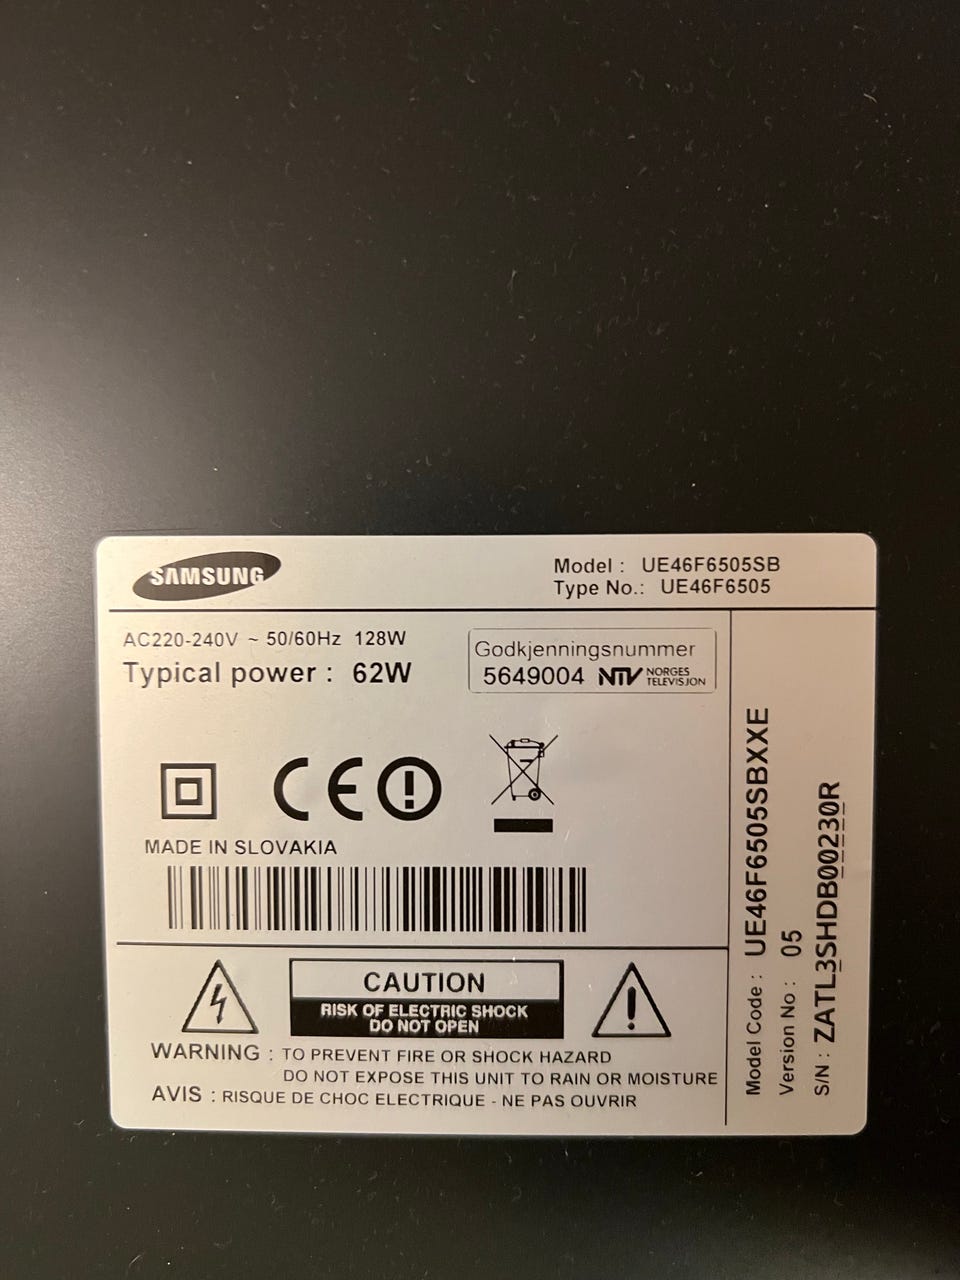 SAMSUNG
Model : UE46F6505SB
Type No.: UE46F6505
AC220-240V ~ 50/60Hz 128W
Typical power : 62W
Godkjenningsnummer
5649004 NTV NORGES
TELEVISJON
CE
MADE IN SLOVAKIA
CAUTION
RISK OF ELECTRIC SHOCK
DO NOT OPEN
WARNING : TO PREVENT FIRE OR SHOCK HAZARD
DO NOT EXPOSE THIS UNIT TO RAIN OR MOISTURE
AVIS : RISQUE DE CHOC ELECTRIQUE - NE PAS OUVRIR
Model Code : UE46F6505SBXXE
Version No : 05
S/N : ZATL3SHDB00230R